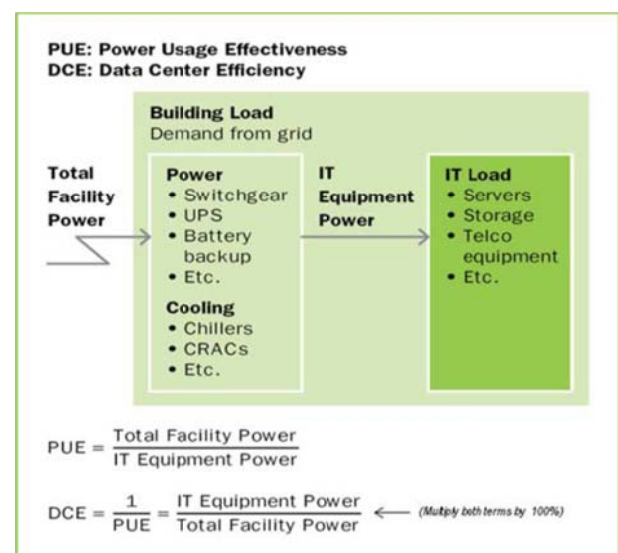 PUE: Power Usage Effectiveness
DCE: Data Center Efficiency
Building Load
Demand from grid
Total
Facility
Power
Power
• Switchgear
• UPS
• Battery
backup
• Etc.
Cooling
• Chillers
• CRACs
• Etc.
IT
Equipment
Power
IT Load
• Servers
• Storage
• Telco
equipment
• Etc.
PUE = Total Facility Power / IT Equipment Power
DCE = 1 / PUE = IT Equipment Power / Total Facility Power ← (Multiply both terms by 100%)